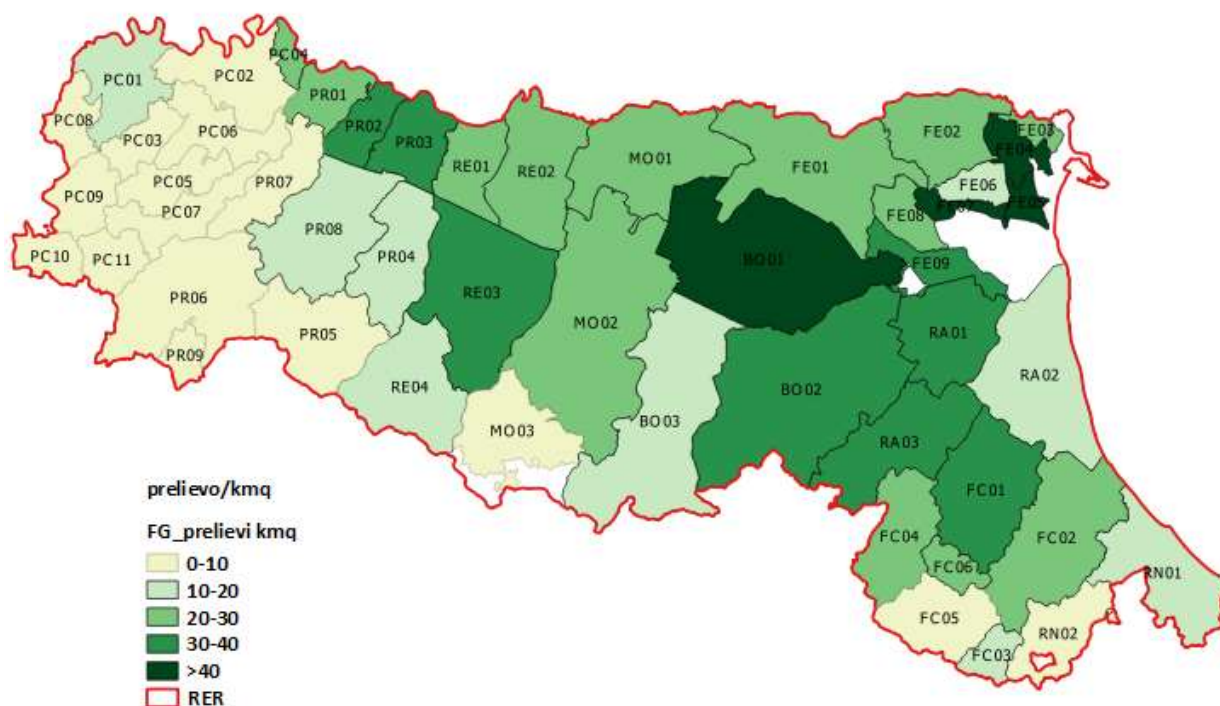 PC04
PC01
PC02
PR01
PC08
PC03
PC06
PR02
PR03
FE02
FE03
FE04
RE01
RE02
MO01
FE01
PC09
PC05
PR07
FE06
PC07
FE07
FE05
FE08
PC10
PC11
PR08
PR04
BO01
FE09
PR06
RE03
PR05
MO02
RA01
PR09
RE04
BO03
BO02
RA02
MO03
RA03
FC01
FC04
FC02
FC06
RN01
FC05
RN02
FC03
prelievo/kmq
FG_prelievi kmq
0-10
10-20
20-30
30-40
>40
RER